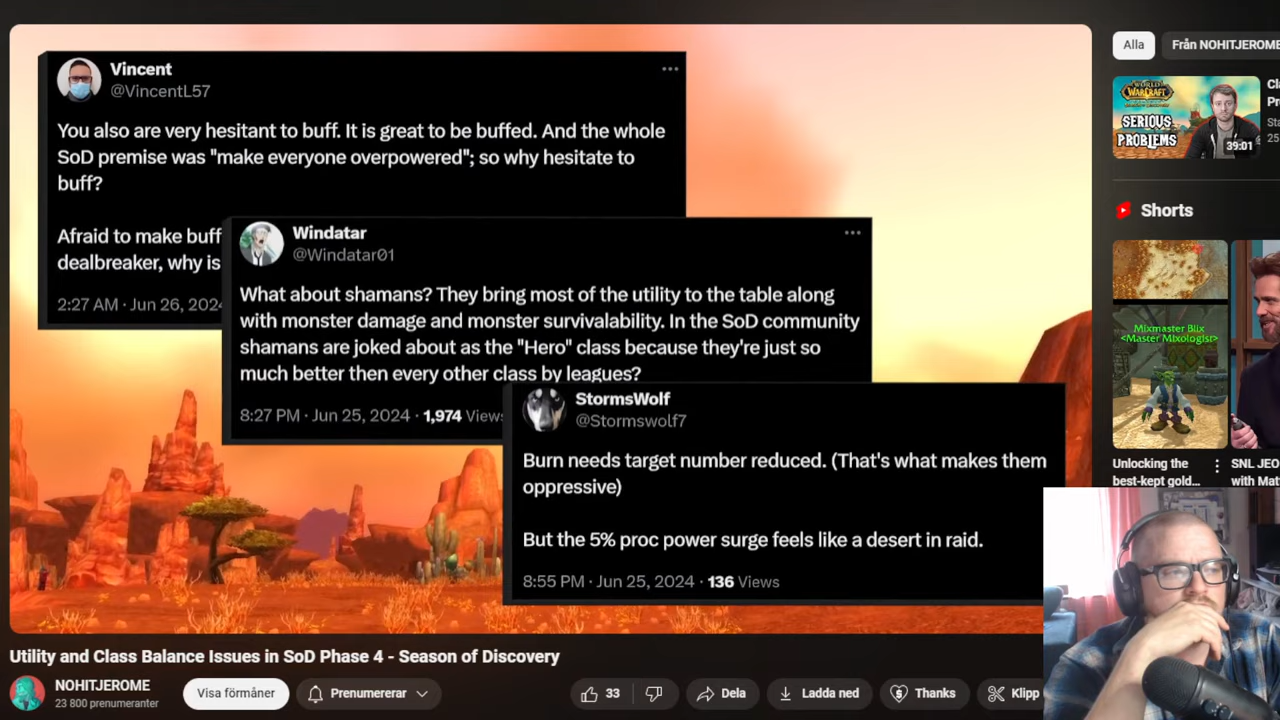 Vincent
@VincentL57
You also are very hesitant to buff. It is great to be buffed. And the whole
SoD premise was "make everyone overpowered"; so why hesitate to
buff?
Afraid to make buff
dealbreaker, why is
2:27 AM · Jun 26, 2024
Windatar
@Windatar01
What about shamans? They bring most of the utility to the table along
with monster damage and monster survivalability. In the SoD community
shamans are joked about as the "Hero" class because they're just so
much better then every other class by leagues?
8:27 PM · Jun 25, 2024 · 1,974 Views
StormsWolf
@Stormswolf7
Burn needs target number reduced. (That's what makes them
oppressive)
But the 5% proc power surge feels like a desert in raid.
8:55 PM · Jun 25, 2024 · 136 Views
Utility and Class Balance Issues in SoD Phase 4 - Season of Discovery
NOHITJEROME
23 800 prenumeranter
Visa förmåner
Prenumererar
33
Dela
Ladda ned
Thanks
Klipp
Alla
Från NOHITJEROME
WORLD
WARCRAFT
SERIOUS
PROBLEMS
39:01
Shorts
Mixmaster Blix
<Master Mixologist>
Unlocking the
best-kept gold...
SNL JEO
with Mat